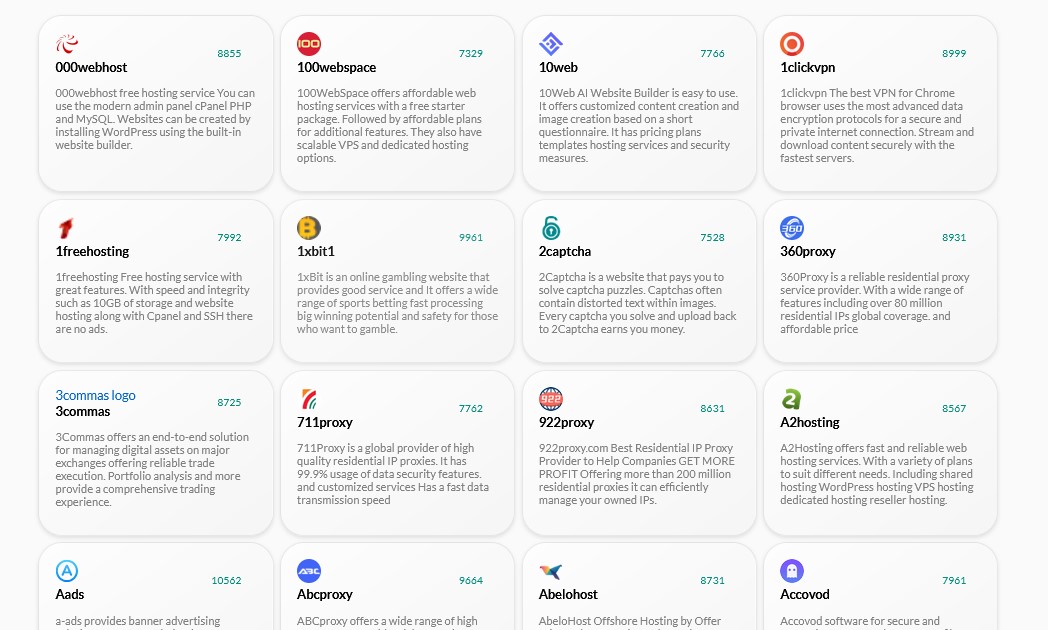 8855
000webhost
000webhost free hosting service You can
use the modern admin panel cPanel PHP
and MySQL. Websites can be created by
installing WordPress using the built-in
website builder.
100
7329
100webspace
100WebSpace offers affordable web
hosting services with a free starter
package. Followed by affordable plans
for additional features. They also have
scalable VPS and dedicated hosting
options.
7766
10web
10Web AI Website Builder is easy to use.
It offers customized content creation and
image creation based on a short
questionnaire. It has pricing plans
templates hosting services and security
measures.
8999
1clickvpn
1clickvpn The best VPN for Chrome
browser uses the most advanced data
encryption protocols for a secure and
private internet connection. Stream and
download content securely with the
fastest servers.
7992
1freehosting
1freehosting Free hosting service with
great features. With speed and integrity
such as 10GB of storage and website
hosting along with Cpanel and SSH there
are no ads.
9961
1xbit1
1xBit is an online gambling website that
provides good service and It offers a wide
range of sports betting fast processing
big winning potential and safety for those
who want to gamble.
7528
2captcha
2Captcha is a website that pays you to
solve captcha puzzles. Captchas often
contain distorted text within images.
Every captcha you solve and upload back
to 2Captcha earns you money.
360
8931
360proxy
360Proxy is a reliable residential proxy
service provider. With a wide range of
features including over 80 million
residential IPs global coverage. and
affordable price
3commas logo
8725
3commas
3Commas offers an end-to-end solution
for managing digital assets on major
exchanges offering reliable trade
execution. Portfolio analysis and more
provide a comprehensive trading
experience.
7762
711proxy
711Proxy is a global provider of high
quality residential IP proxies. It has
99.9% usage of data security features.
and customized services Has a fast data
transmission speed
922
8631
922proxy
922proxy.com Best Residential IP Proxy
Provider to Help Companies GET MORE
PROFIT Offering more than 200 million
residential proxies it can efficiently
manage your owned IPs.
8567
A2hosting
A2Hosting offers fast and reliable web
hosting services. With a variety of plans
to suit different needs. Including shared
hosting WordPress hosting VPS hosting
dedicated hosting reseller hosting.
10562
Aads
a-ads provides banner advertising
ABC
9664
Abcproxy
ABCproxy offers a wide range of high
8731
Abelohost
AbeloHost Offshore Hosting by Offer
7961
Accovod
Accovod software for secure and